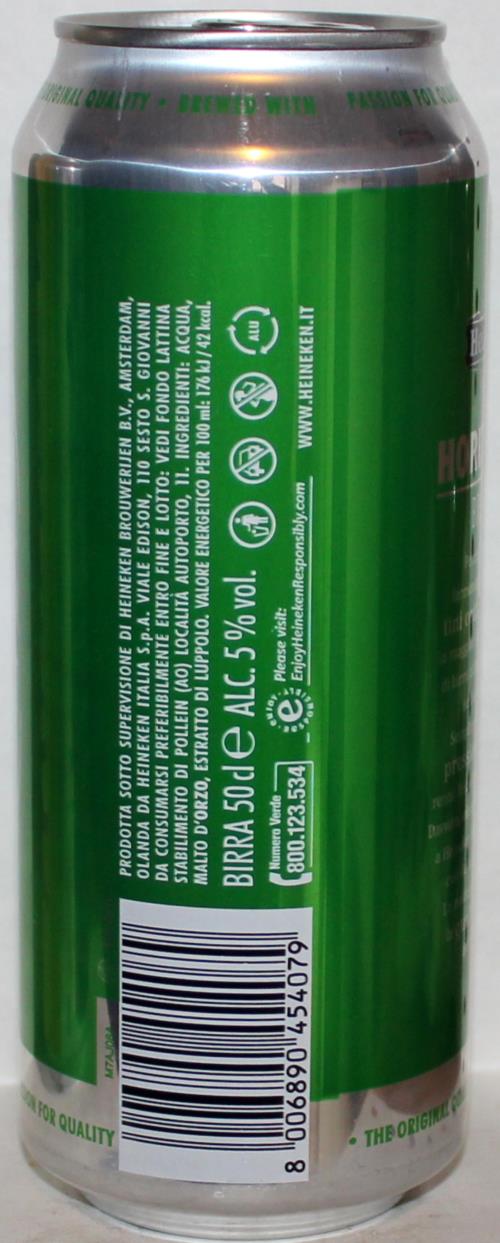 ORIGINAL QUALITY • BREWED WITH PASSION FOR
PRODOTTA SOTTO SUPERVISIONE DI HEINEKEN BROUWERIJEN B.V., AMSTERDAM,
OLANDA DA HEINEKEN ITALIA S.p.A. VIALE EDISON, 110 SESTO S. GIOVANNI
DA CONSUMARSI PREFERIBILMENTE ENTRO FINE E LOTTO: VEDI FONDO LATTINA
STABILIMENTO DI POLLEIN (AO) LOCALITÀ AUTOPORTO, 11. INGREDIENTI: ACQUA,
MALTO D'ORZO, ESTRATTO DI LUPPOLO. VALORE ENERGETICO PER 100 ml: 176 kJ / 42 kcal.
BIRRA 50 cl e ALC. 5 % vol.
ALU
Numero Verde
800.123.534
ENJOY RESPONSIBLY
e
Please visit:
EnjoyHeinekenResponsibly.com
WWW.HEINEKEN.IT
8 006890 454079
FOR QUALITY
• THE ORIGINAL